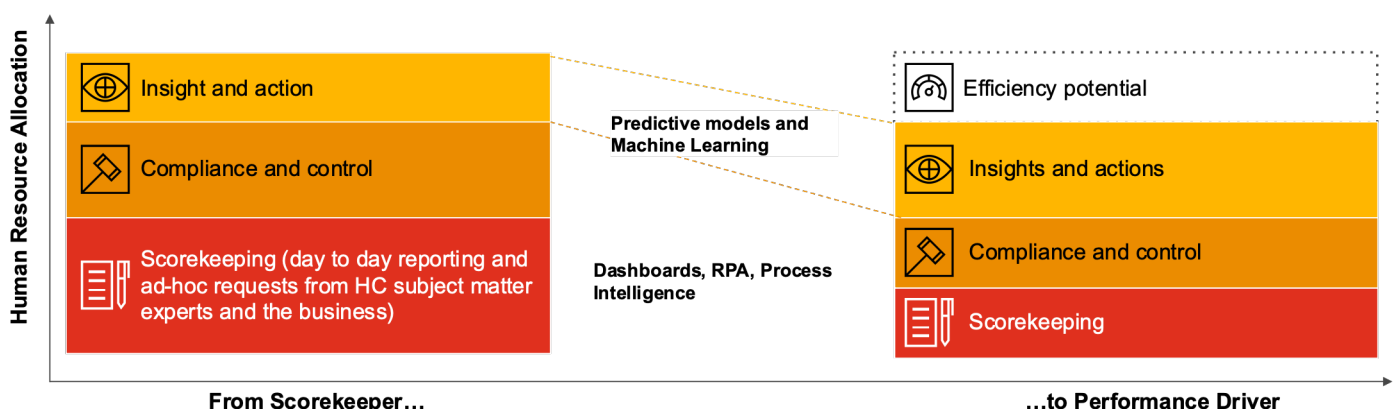 Human Resource Allocation
Insight and action
Compliance and control
Scorekeeping (day to day reporting and
ad-hoc requests from HC subject matter
experts and the business)
Predictive models and
Machine Learning
Dashboards, RPA, Process
Intelligence
Efficiency potential
Insights and actions
Compliance and control
Scorekeeping
From Scorekeeper…
…to Performance Driver